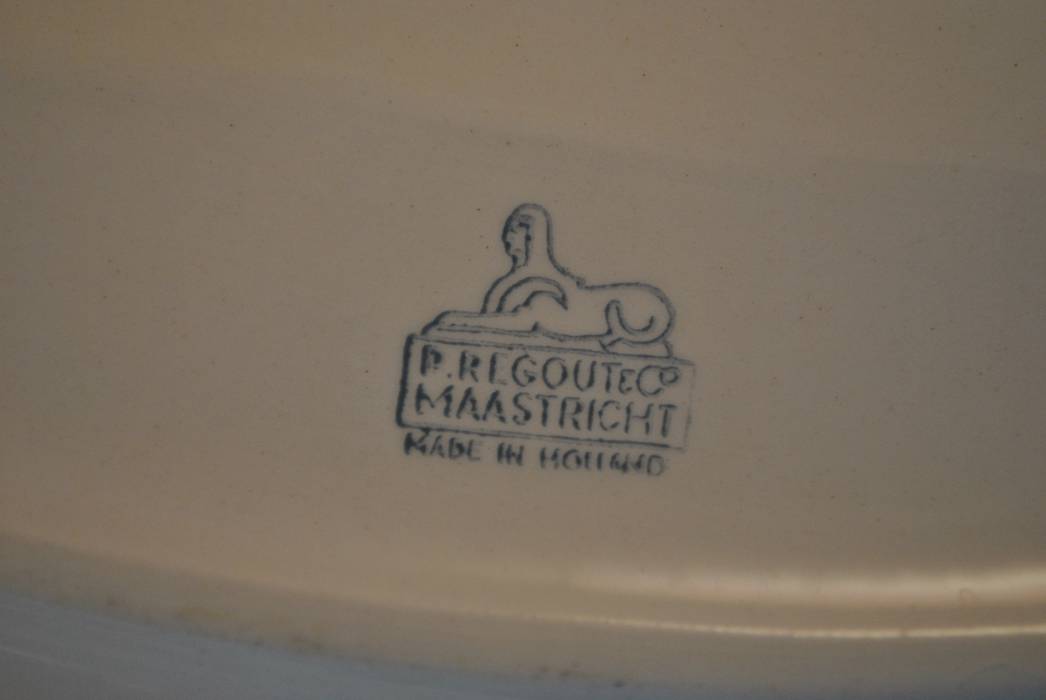 P. REGOUT & Co
MAASTRICHT
MADE IN HOLLAND